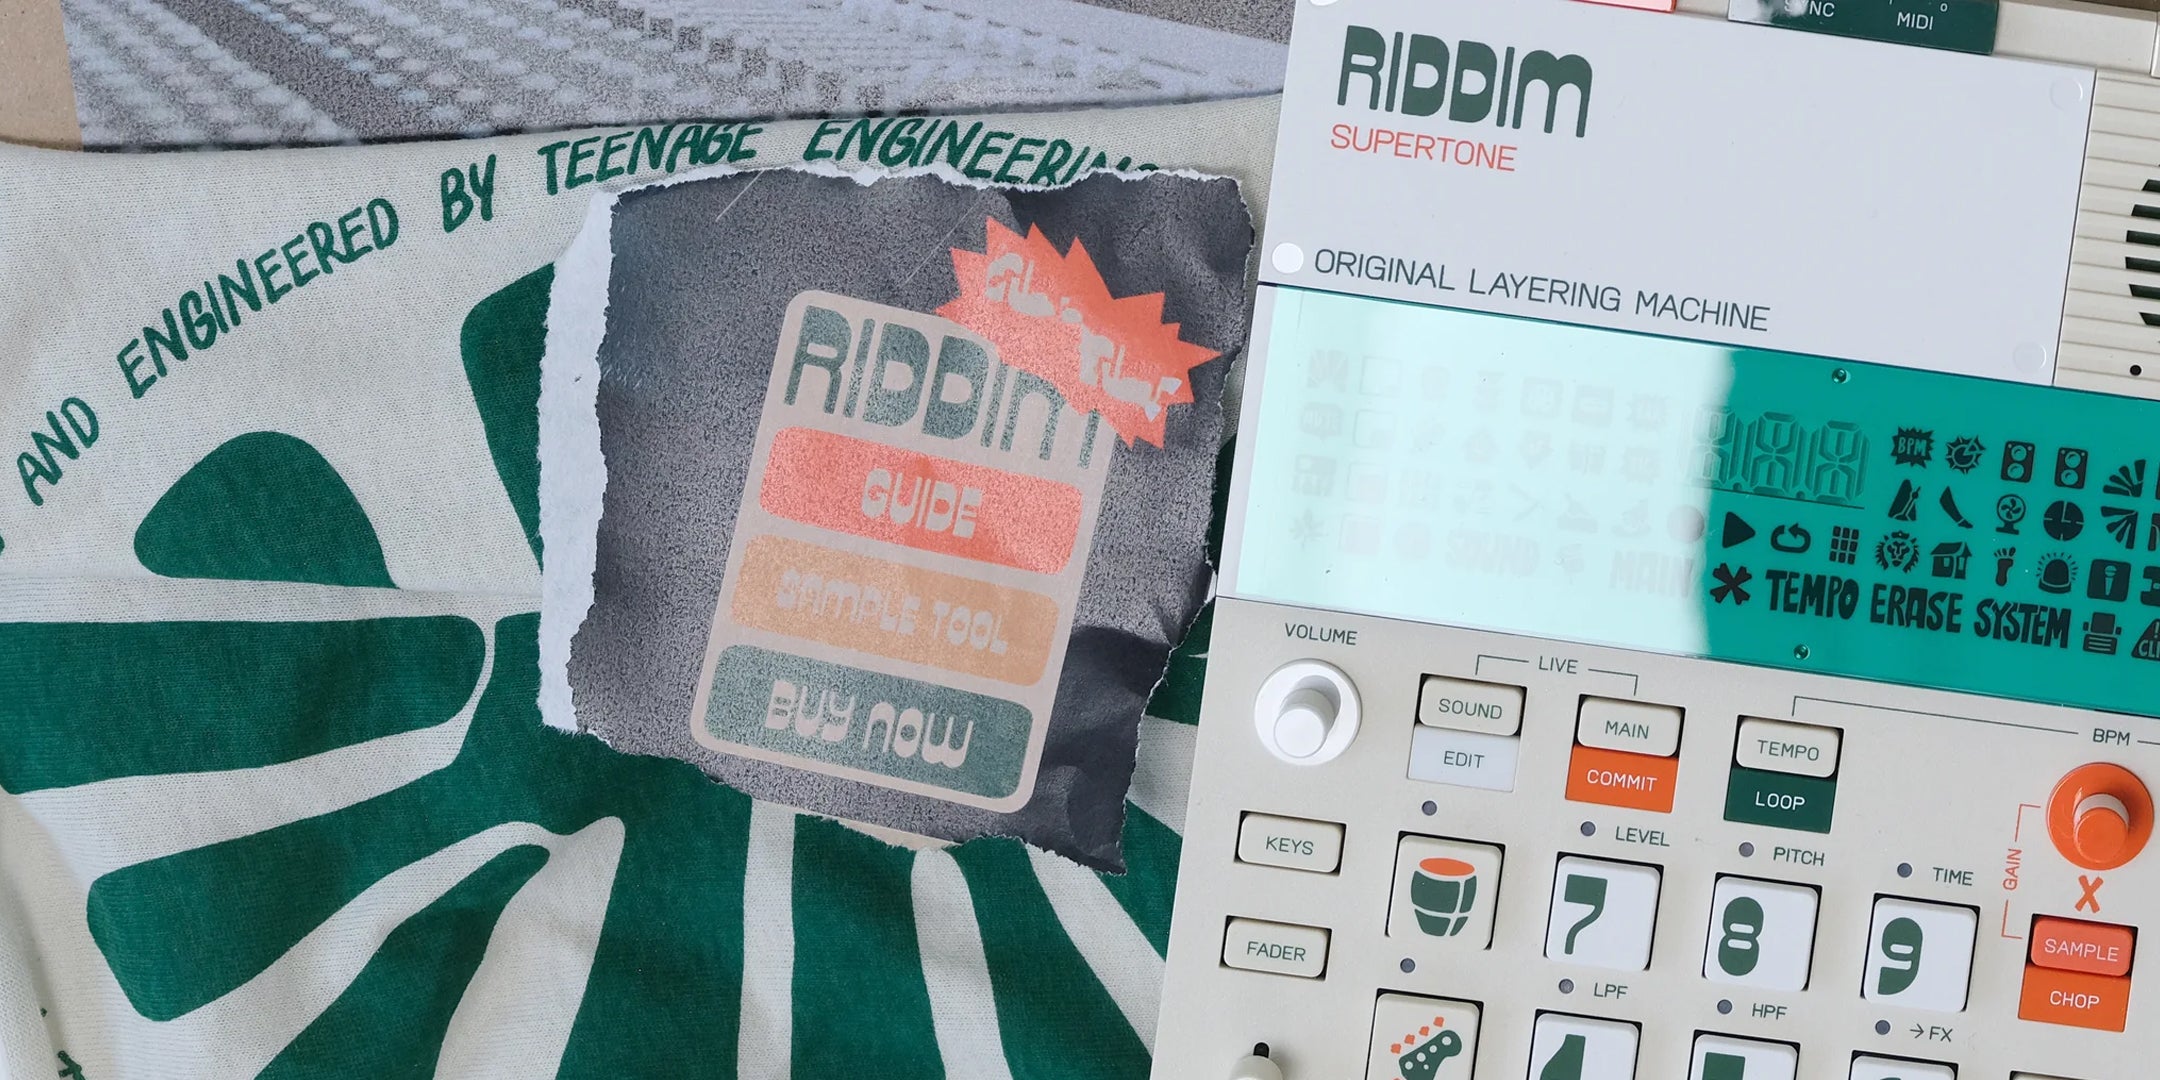 AND ENGINEERED BY TEENAGE ENGINEERING
RIDDIM
GUIDE
SAMPLE TOOL
BUY NOW
SYNC
MIDI
RIDDIM
SUPERTONE
ORIGINAL LAYERING MACHINE
BPM
SOUND
MAIN
TEMPO ERASE SYSTEM
VOLUME
LIVE
SOUND
EDIT
MAIN
COMMIT
TEMPO
LOOP
BPM
KEYS
LEVEL
PITCH
TIME
GAIN
X
7
8
9
FADER
SAMPLE
CHOP
LPF
HPF
→FX